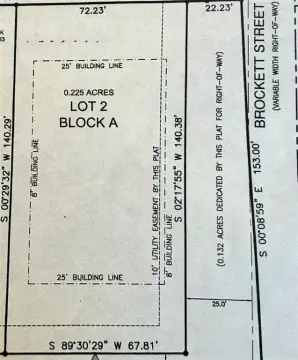 72.23'
22.23'
25' BUILDING LINE
0.225 ACRES
LOT 2
BLOCK A
S 00°29'32" W 140.29'
8' BUILDING LINE
10' UTILITY EASEMENT BY THIS PLAT
8' BUILDING LINE
S 02°17'55" W 140.38'
(0.132 ACRES DEDICATED BY THIS PLAT FOR RIGHT-OF-WAY)
S 00°08'59" E 153.00'
BROCKETT STREET
(VARIABLE WIDTH RIGHT-OF-WAY)
25' BUILDING LINE
25.0'
S 89°30'29" W 67.81'